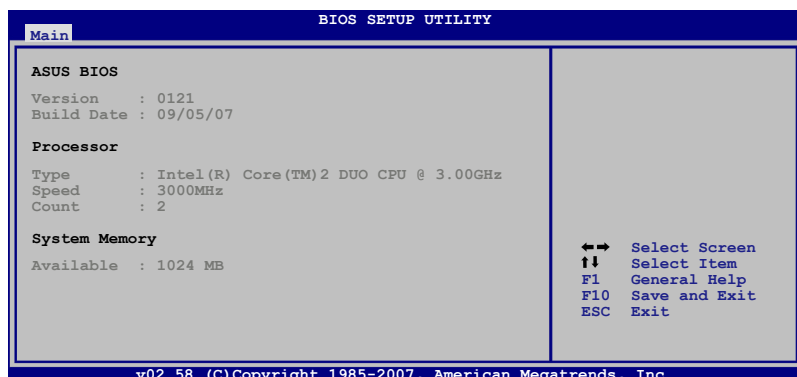 BIOS SETUP UTILITY
Main
ASUS BIOS
Version : 0121
Build Date : 09/05/07
Processor
Type : Intel(R) Core(TM)2 DUO CPU @ 3.00GHz
Speed : 3000MHz
Count : 2
System Memory
Available : 1024 MB
←→ Select Screen
↑↓ Select Item
F1 General Help
F10 Save and Exit
ESC Exit
v02.58 (C)Copyright 1985-2007, American Megatrends, Inc.